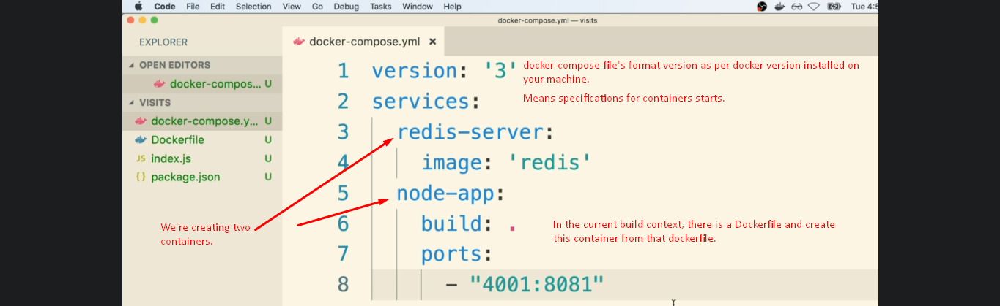 Code File Edit Selection View Go Debug Tasks Window Help
docker-compose.yml — visits
EXPLORER
OPEN EDITORS
docker-compos... U
VISITS
docker-compose.y... U
Dockerfile U
JS index.js U
{} package.json U
docker-compose.yml ×
1 version: '3'
docker-compose file's format version as per docker version installed on
your machine.
2 services:
Means specifications for containers starts.
3 redis-server:
4 image: 'redis'
5 node-app:
We're creating two
containers.
6 build: .
In the current build context, there is a Dockerfile and create
this container from that dockerfile.
7 ports:
8 - "4001:8081"